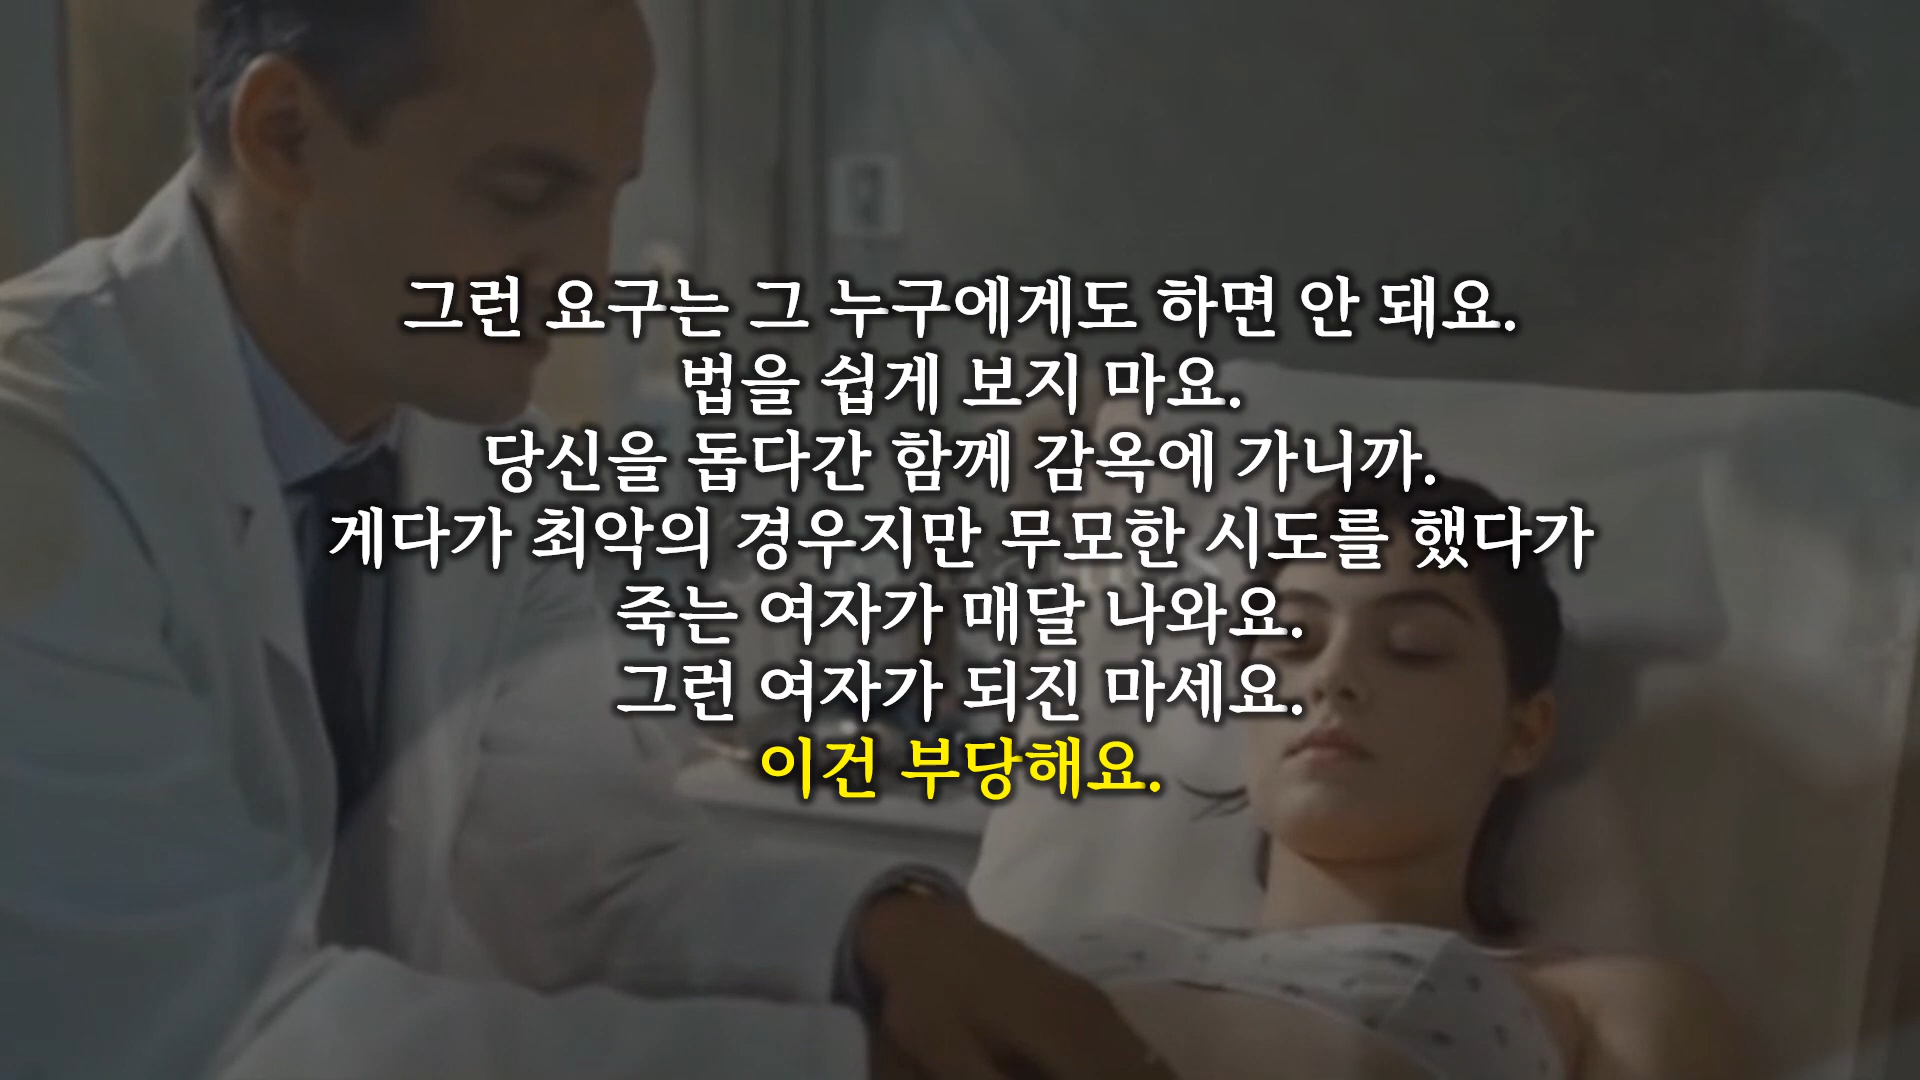 그런 요구는 그 누구에게도 하면 안 돼요.
법을 쉽게 보지 마요.
당신을 돕다간 함께 감옥에 가니까.
게다가 최악의 경우지만 무모한 시도를 했다가
죽는 여자가 매달 나와요.
그런 여자가 되진 마세요.
이건 부당해요.